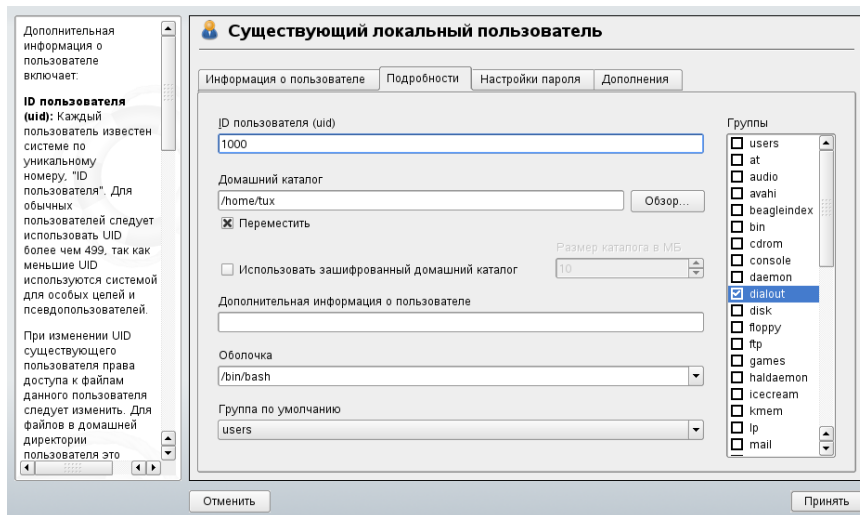 Дополнительная
информация о
пользователе
включает:
ID пользователя
(uid): Каждый
пользователь известен
системе по
уникальному
номеру, "ID
пользователя". Для
обычных
пользователей следует
использовать UID
более чем 499, так как
меньшие UID
используются системой
для особых целей и
псевдопользователей.
При изменении UID
существующего
пользователя права
доступа к файлам
данного пользователя
следует изменить. Для
файлов в домашней
директории
пользователя это
Существующий локальный пользователь
Информация о пользователе Подробности Настройки пароля Дополнения
ID пользователя (uid)
1000
Домашний каталог
/home/tux
Обзор...
Переместить
Использовать зашифрованный домашний каталог
Размер каталога в МБ
10
Дополнительная информация о пользователе
Оболочка
/bin/bash
Группа по умолчанию
users
Группы
users
at
audio
avahi
beagleindex
bin
cdrom
console
daemon
dialout
disk
floppy
ftp
games
haldaemon
icecream
kmem
lp
mail
Отменить
Принять